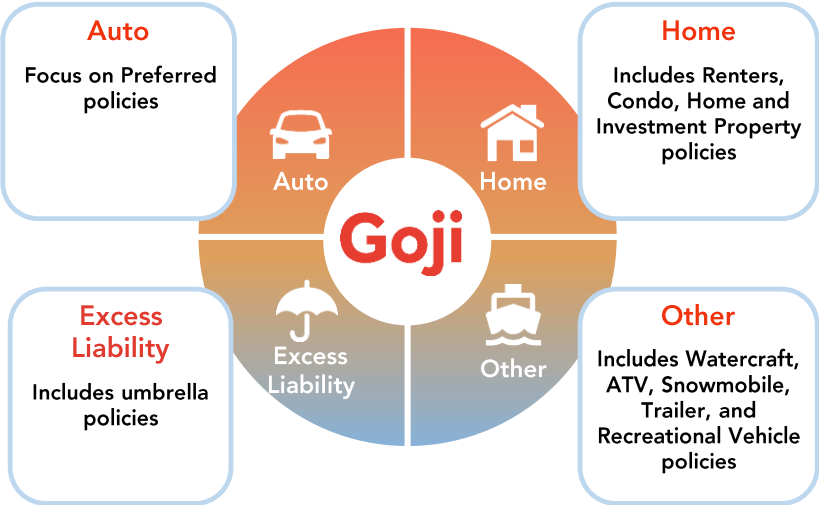 Auto
Focus on Preferred
policies
Home
Includes Renters,
Condo, Home and
Investment Property
policies
Auto
Home
Goji
Excess
Liability
Other
Excess
Liability
Includes umbrella
policies
Other
Includes Watercraft,
ATV, Snowmobile,
Trailer, and
Recreational Vehicle
policies